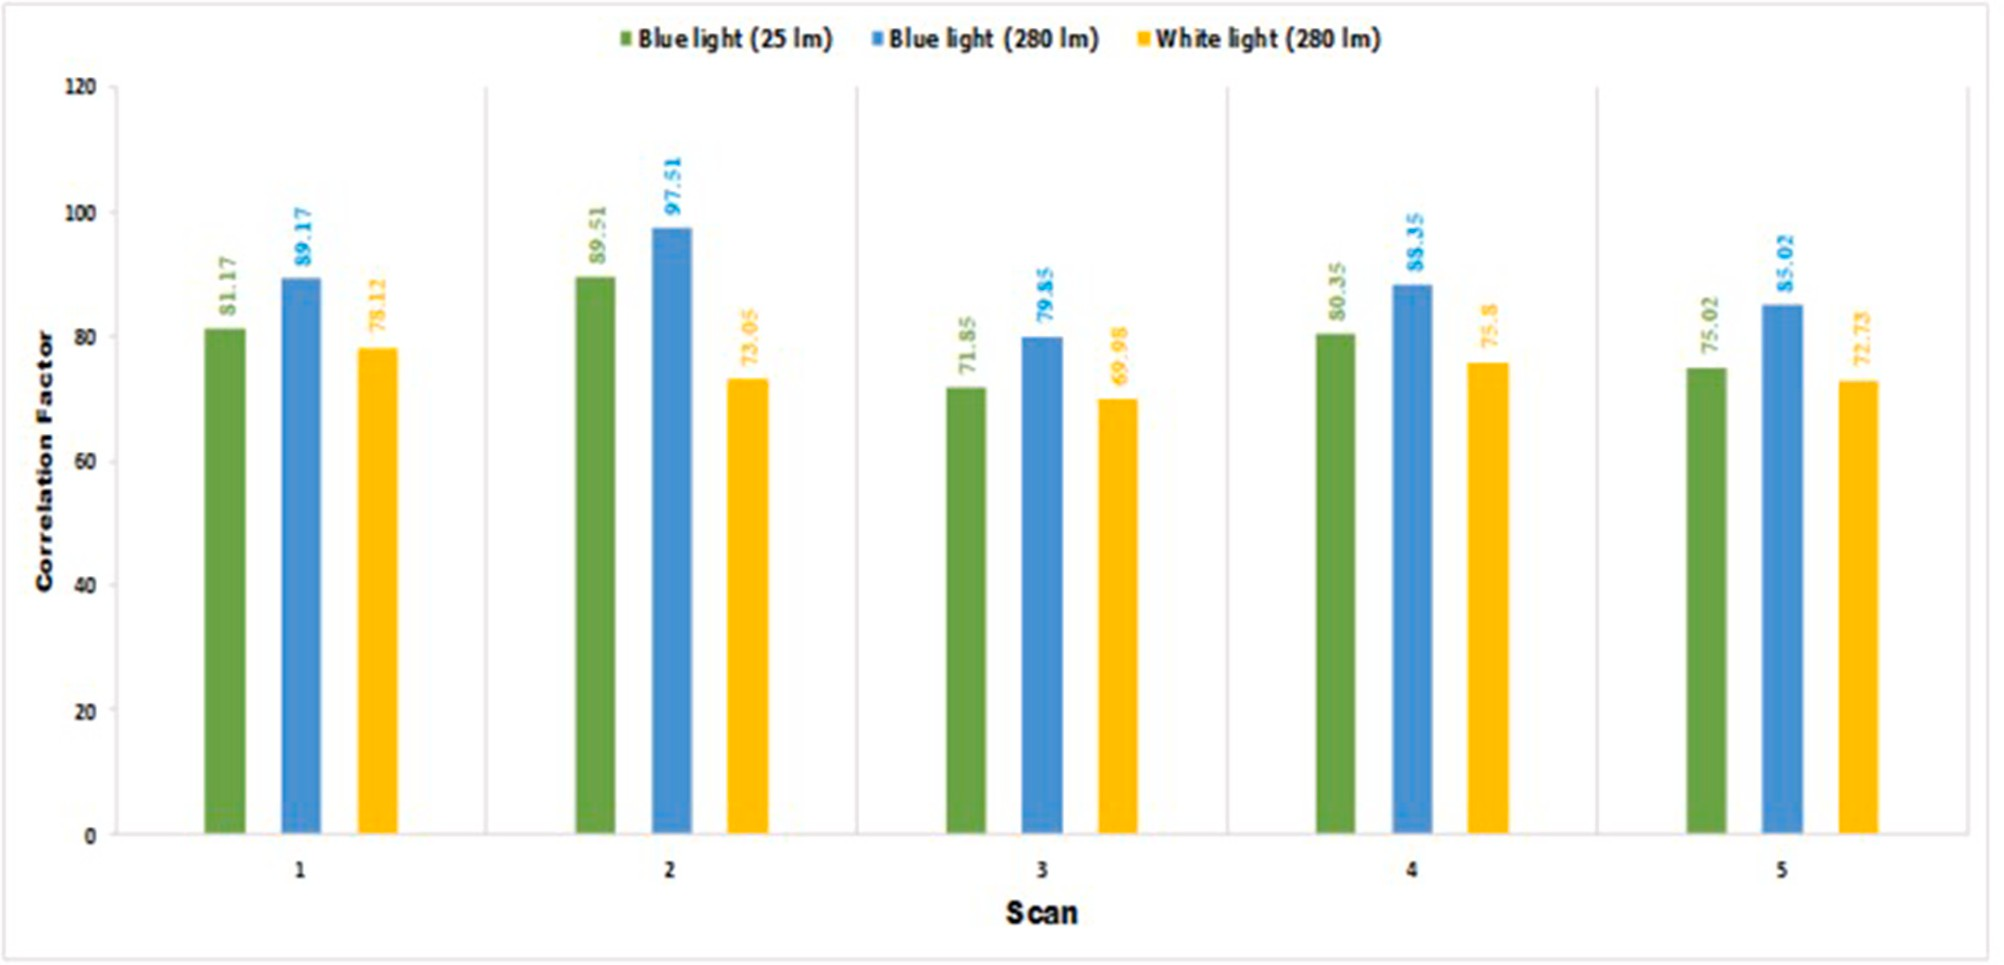 Blue light (25 lm) Blue light (280 lm) White light (280 lm)
120
100
80
60
40
20
0
Correlation Factor
81.17 89.17 78.12
89.51 97.51 73.05
71.85 79.85 69.98
80.35 88.35 75.8
75.02 85.02 72.73
1 2 3 4 5
Scan